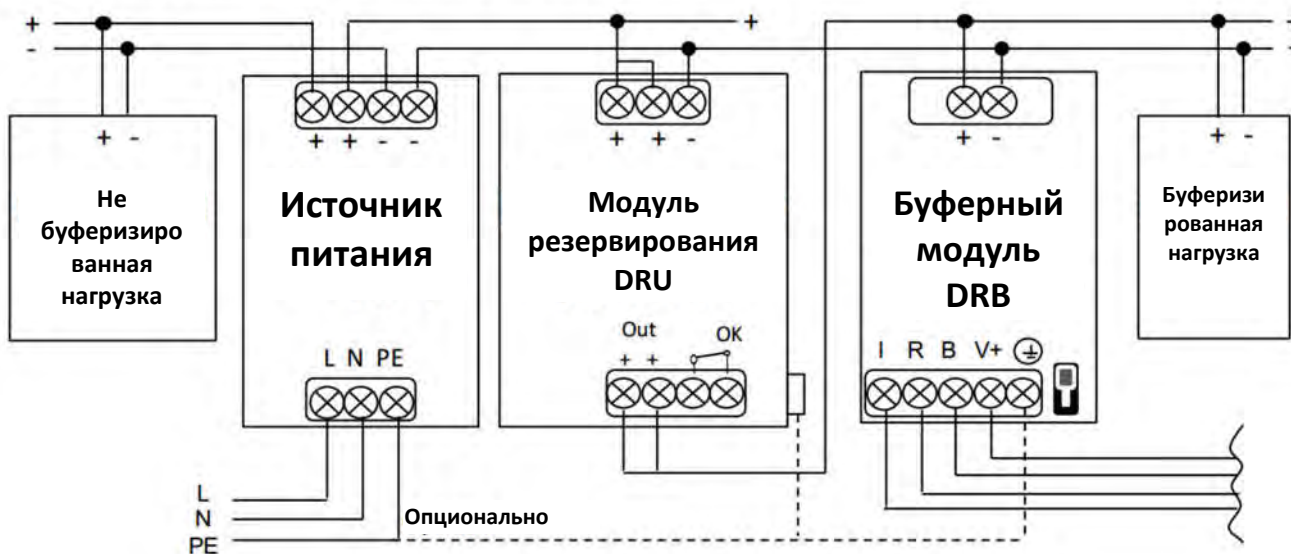 +
-
+
-
-
+ -
+ + - -
+ + -
+ -
+ -
Не
буферизиро
ванная
нагрузка
Источник
питания
Модуль
резервирования
DRU
Буферный
модуль
DRB
Буферизи
рованная
нагрузка
L N PE
Out
+ +
OK
I R B V+
L
N
PE
Опционально